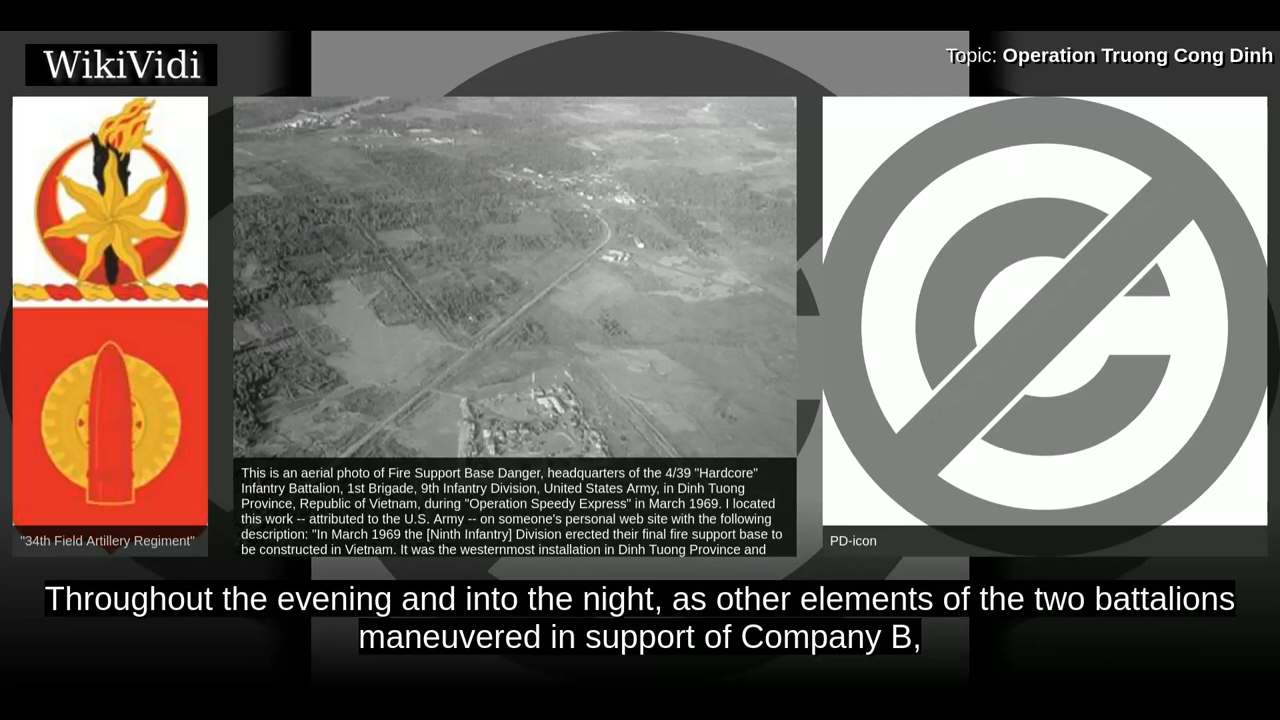 WikiVidi
Topic: Operation Truong Cong Dinh
This is an aerial photo of Fire Support Base Danger, headquarters of the 4/39 "Hardcore"
Infantry Battalion, 1st Brigade, 9th Infantry Division, United States Army, in Dinh Tuong
Province, Republic of Vietnam, during "Operation Speedy Express" in March 1969. I located
this work -- attributed to the U.S. Army -- on someone's personal web site with the following
description: "In March 1969 the [Ninth Infantry] Division erected their final fire support base to
be constructed in Vietnam. It was the westernmost installation in Dinh Tuong Province and
"34th Field Artillery Regiment"
PD-icon
Throughout the evening and into the night, as other elements of the two battalions
maneuvered in support of Company B,